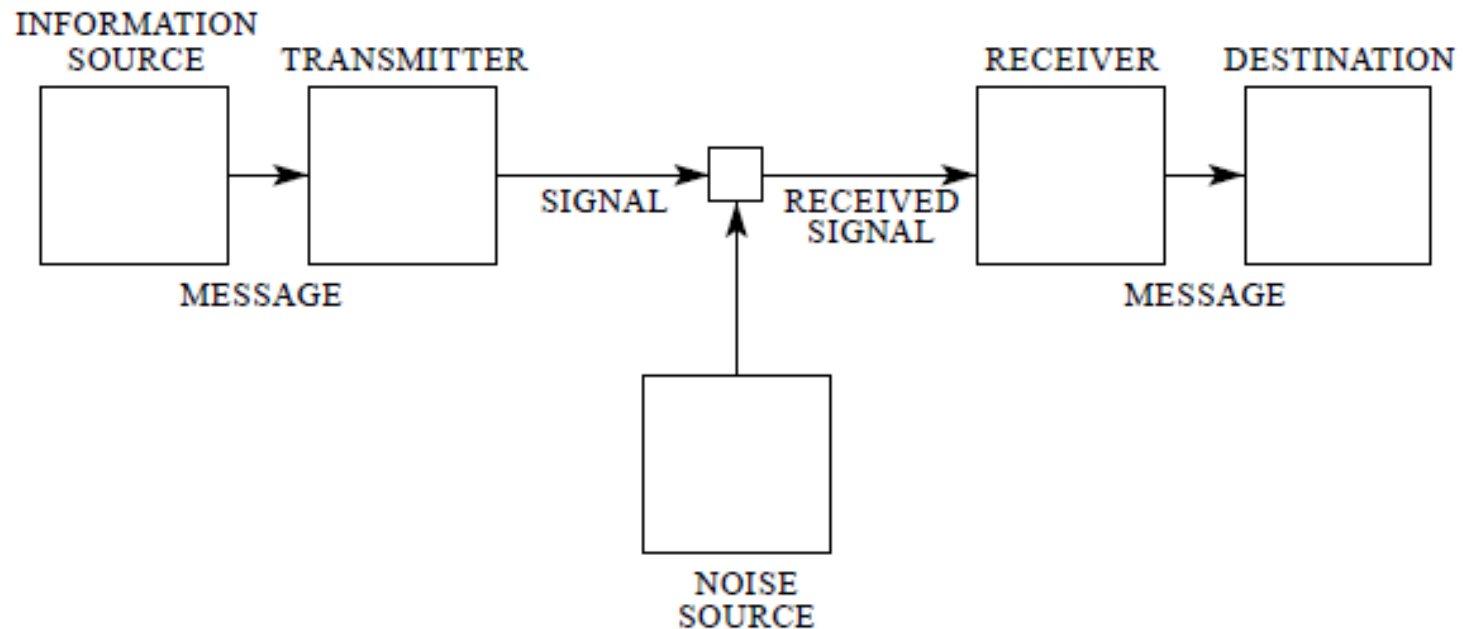 INFORMATION
SOURCE
TRANSMITTER
RECEIVER
DESTINATION
SIGNAL
RECEIVED
SIGNAL
MESSAGE
MESSAGE
NOISE
SOURCE